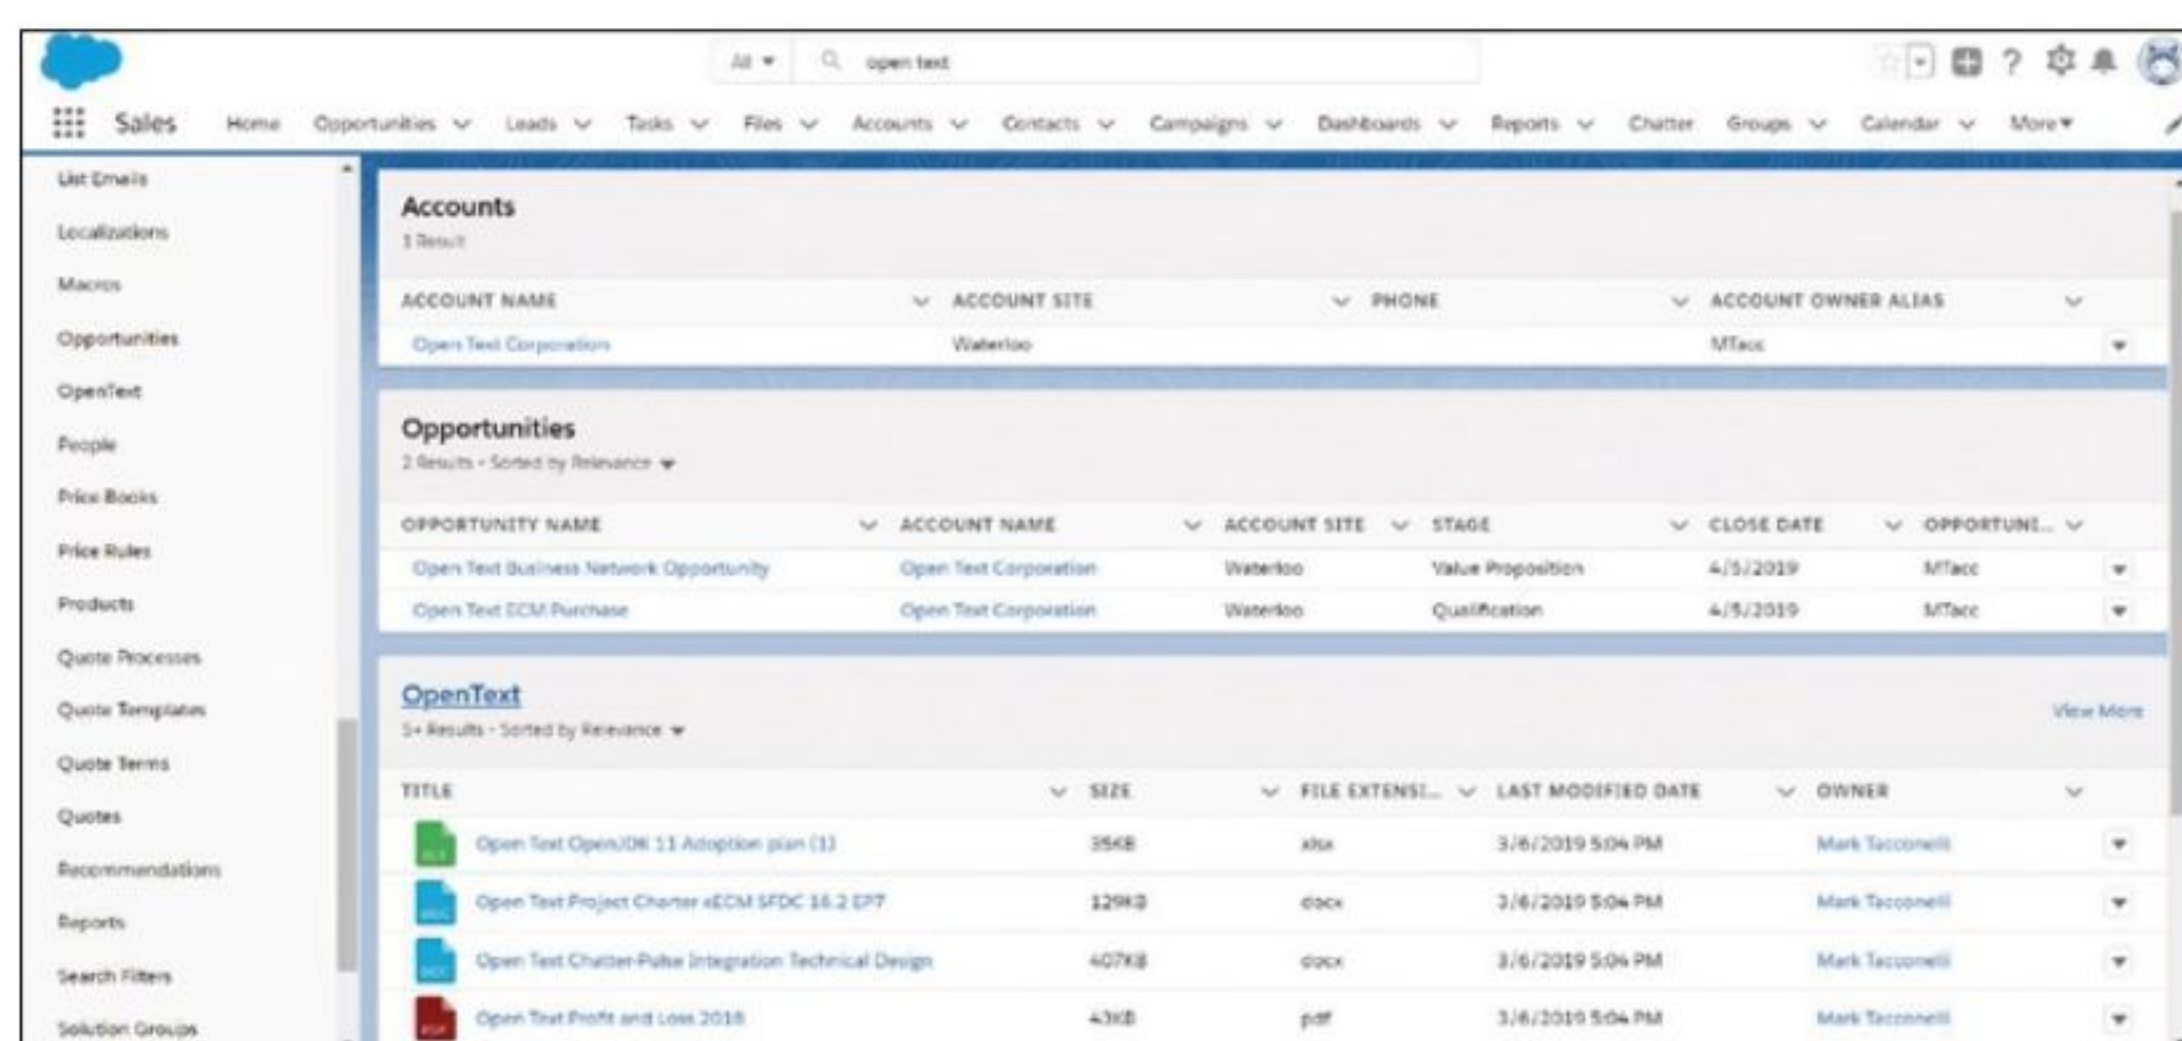 All open text
Sales Home Opportunities Leads Tasks Files Accounts Contacts Campaigns Dashboards Reports Chatter Groups Calendar More
List Emails
Localizations
Macros
Opportunities
OpenText
People
Price Books
Price Rules
Products
Quote Processes
Quote Templates
Quote Terms
Quotes
Recommendations
Reports
Search Filters
Solution Groups
Accounts
1 Result
ACCOUNT NAME ACCOUNT SITE PHONE ACCOUNT OWNER ALIAS
Open Text Corporation Waterloo MTacc
Opportunities
2 Results • Sorted by Relevance
OPPORTUNITY NAME ACCOUNT NAME ACCOUNT SITE STAGE CLOSE DATE OPPORTUNI...
Open Text Business Network Opportunity Open Text Corporation Waterloo Value Proposition 4/5/2019 MTacc
Open Text ECM Purchase Open Text Corporation Waterloo Qualification 4/5/2019 MTacc
OpenText
5+ Results • Sorted by Relevance
View More
TITLE SIZE FILE EXTENSI... LAST MODIFIED DATE OWNER
Open Text OpenJDK 11 Adoption plan (1) 35KB xlsx 3/6/2019 5:04 PM Mark Tacconelli
Open Text Project Charter eECM SFDC 16.2 EP7 129KB docx 3/6/2019 5:04 PM Mark Tacconelli
Open Text Chatter-Pulse Integration Technical Design 407KB docx 3/6/2019 5:04 PM Mark Tacconelli
PDF Open Text Profit and Loss 2018 43KB pdf 3/6/2019 5:04 PM Mark Tacconelli